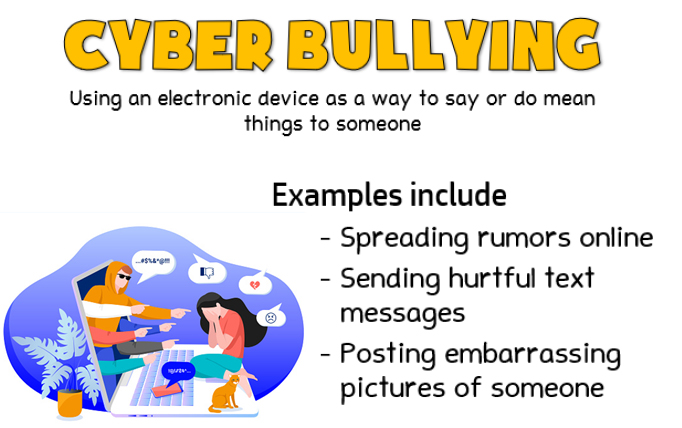 CYBER BULLYING
Using an electronic device as a way to say or do mean
things to someone
Examples include
- Spreading rumors online
- Sending hurtful text
messages
- Posting embarrassing
pictures of someone
...#$%&*@!!!